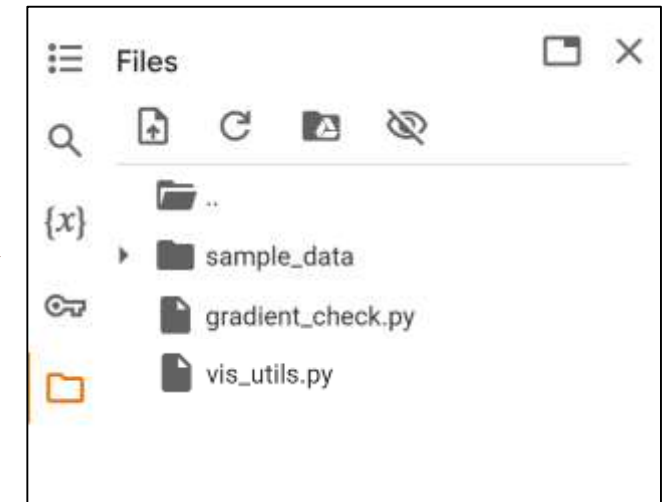 Files
..
{x}
sample_data
gradient_check.py
vis_utils.py